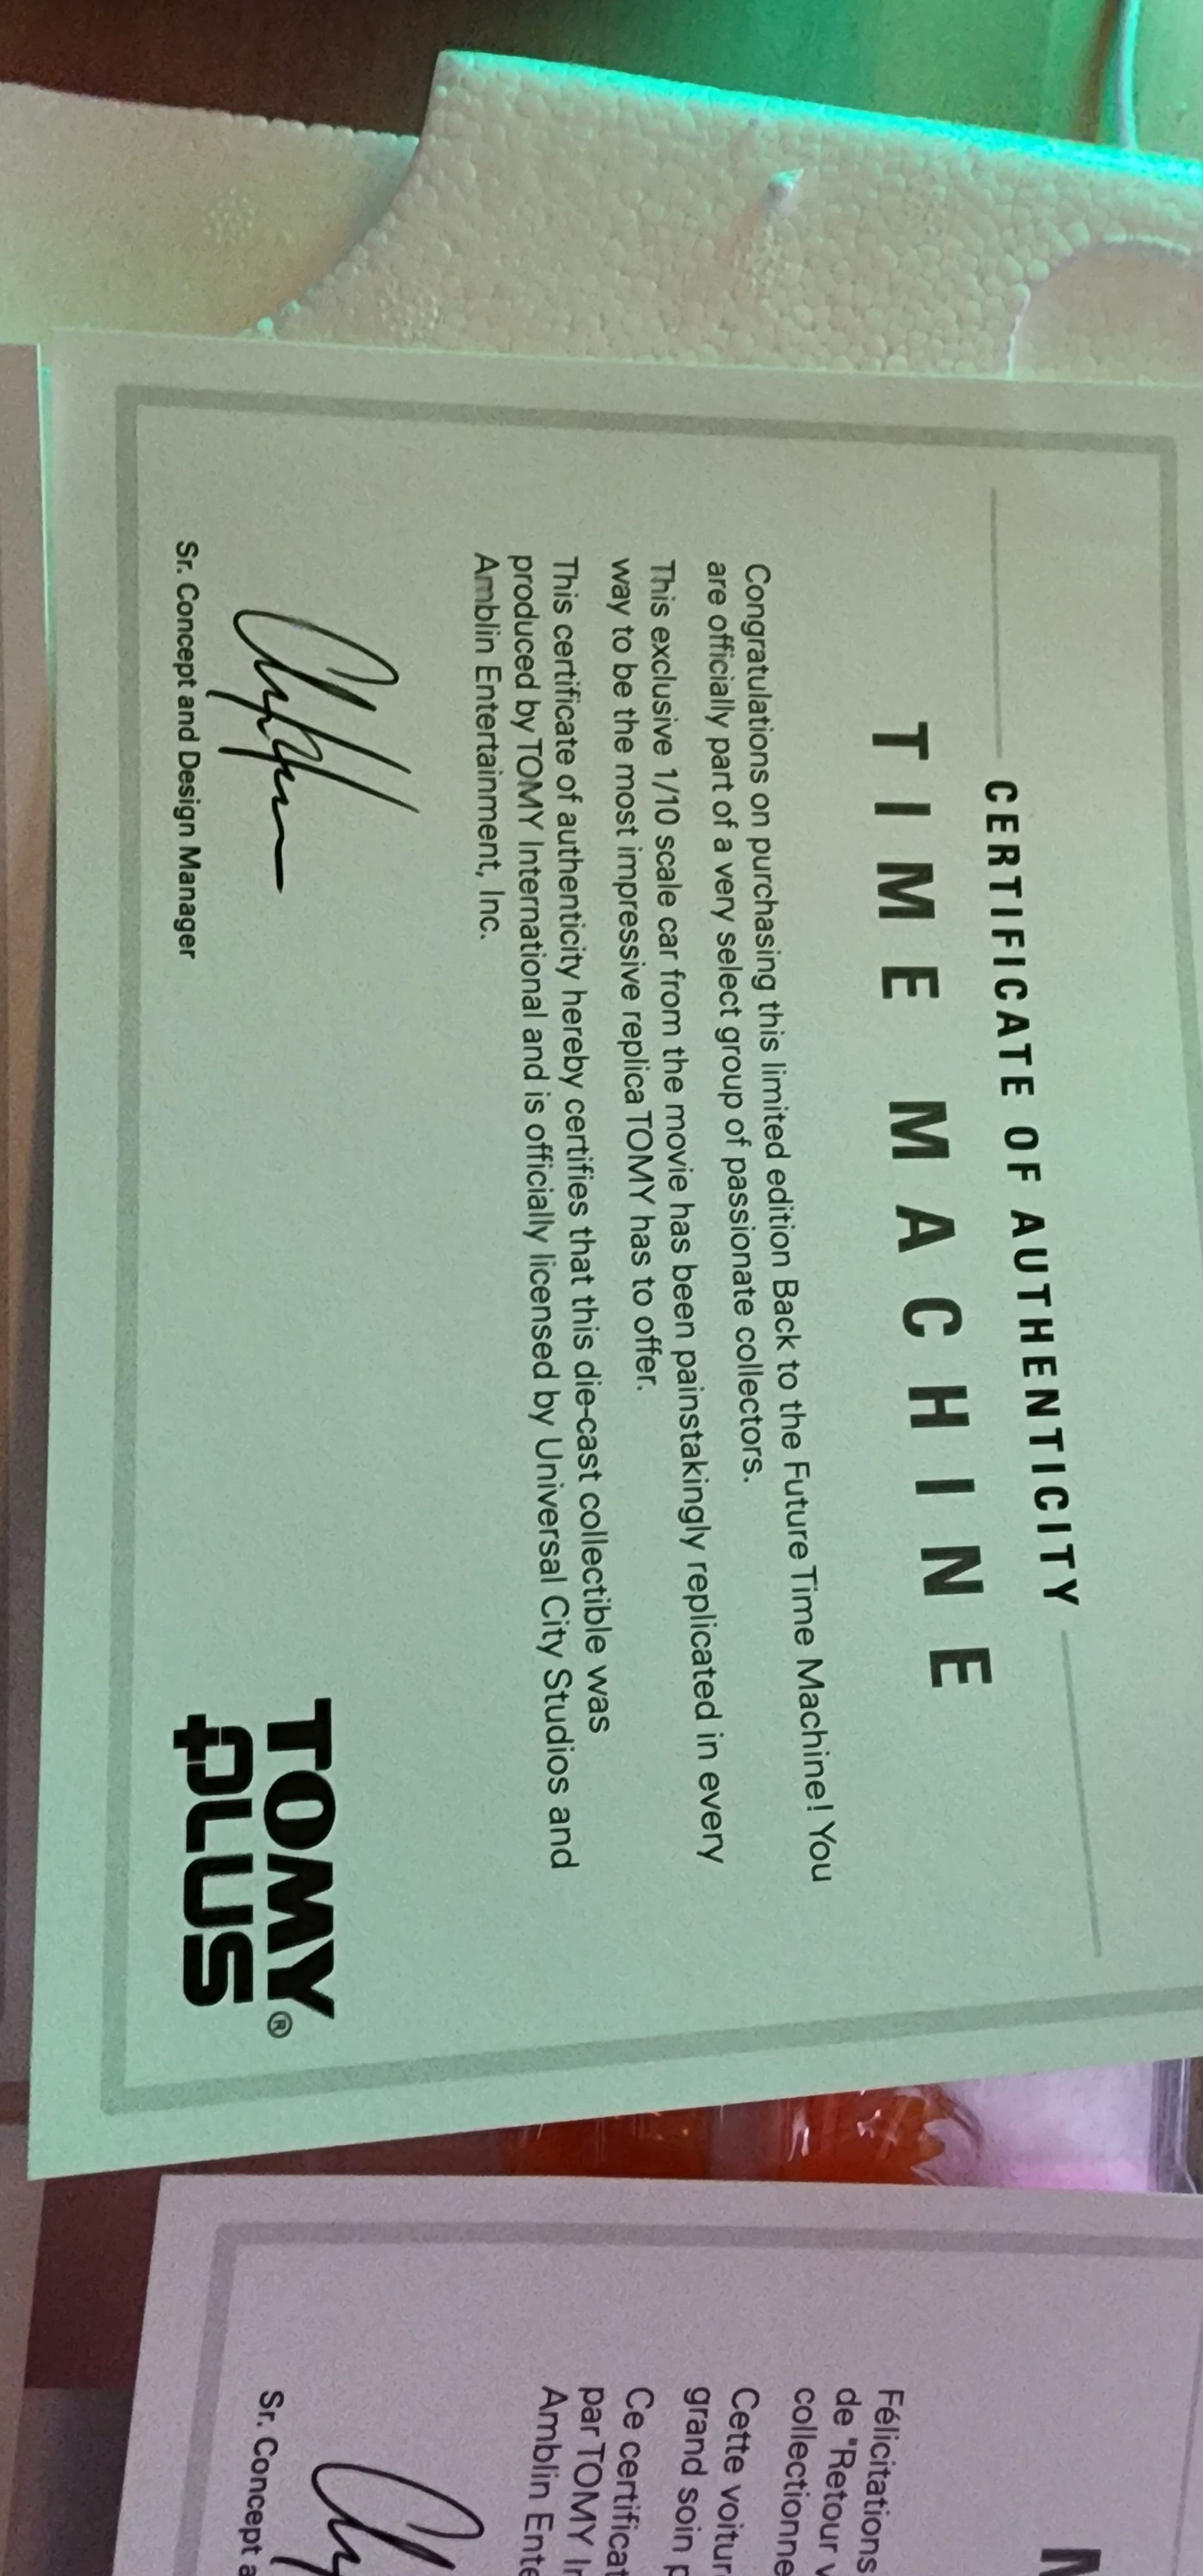 CERTIFICATE OF AUTHENTICITY
TIME MACHINE
Congratulations on purchasing this limited edition Back to the Future Time Machine! You
are officially part of a very select group of passionate collectors.
This exclusive 1/10 scale car from the movie has been painstakingly replicated in every
way to be the most impressive replica TOMY has to offer.
This certificate of authenticity hereby certifies that this die-cast collectible was
produced by TOMY International and is officially licensed by Universal City Studios and
Amblin Entertainment, Inc.
Sr. Concept and Design Manager
TOMY®
PLUS
Félicitations
de "Retour
Cette voitur
grand soin
Ce certificat
par TOMY
Amblin
Sr. Concept